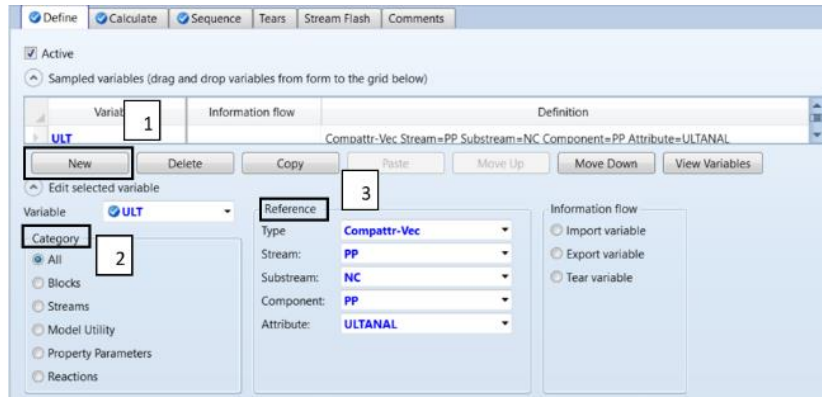 Define Calculate Sequence Tears Stream Flash Comments
Active
Sampled variables (drag and drop variables from form to the grid below)
Variab Information flow Definition
1
ULT Compattr-Vec Stream=PP Substream=NC Component=PP Attribute=ULTANAL
New Delete Copy Paste Move Up Move Down View Variables
Edit selected variable
3
Variable ULT Reference Information flow
Category Type Compattr-Vec Import variable
All 2 Stream: PP Export variable
Blocks Substream: NC Tear variable
Streams Component: PP
Model Utility Attribute: ULTANAL
Property Parameters
Reactions